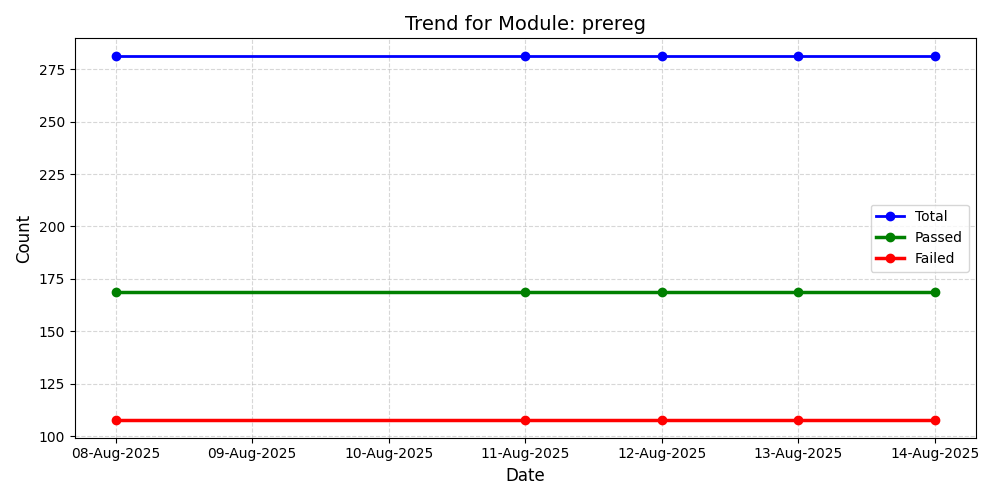 Trend for Module: prereg
Count
275
250
225
200
175
150
125
100
Total
Passed
Failed
08-Aug-2025 09-Aug-2025 10-Aug-2025 11-Aug-2025 12-Aug-2025 13-Aug-2025 14-Aug-2025
Date